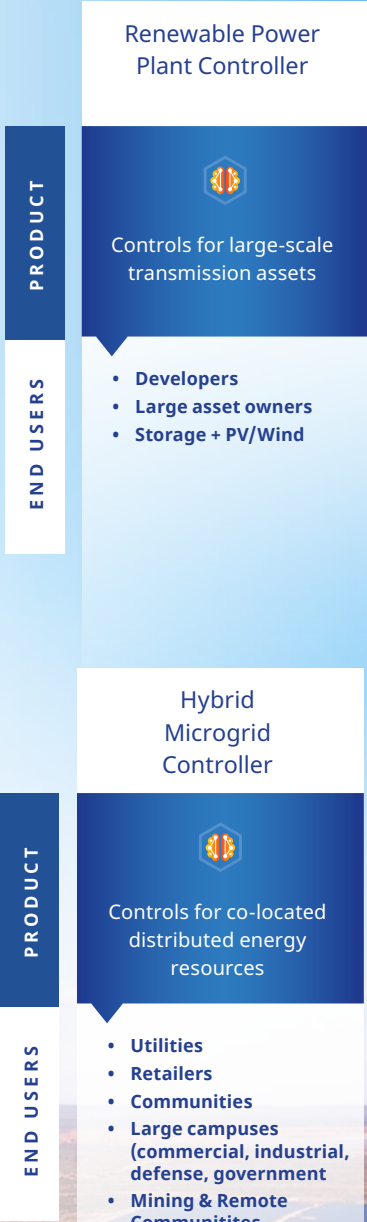 Renewable Power
Plant Controller
PRODUCT
Controls for large-scale
transmission assets
END USERS
• Developers
• Large asset owners
• Storage + PV/Wind
Hybrid
Microgrid
Controller
PRODUCT
Controls for co-located
distributed energy
resources
END USERS
• Utilities
• Retailers
• Communities
• Large campuses
(commercial, industrial,
defense, government
• Mining & Remote
Communitites